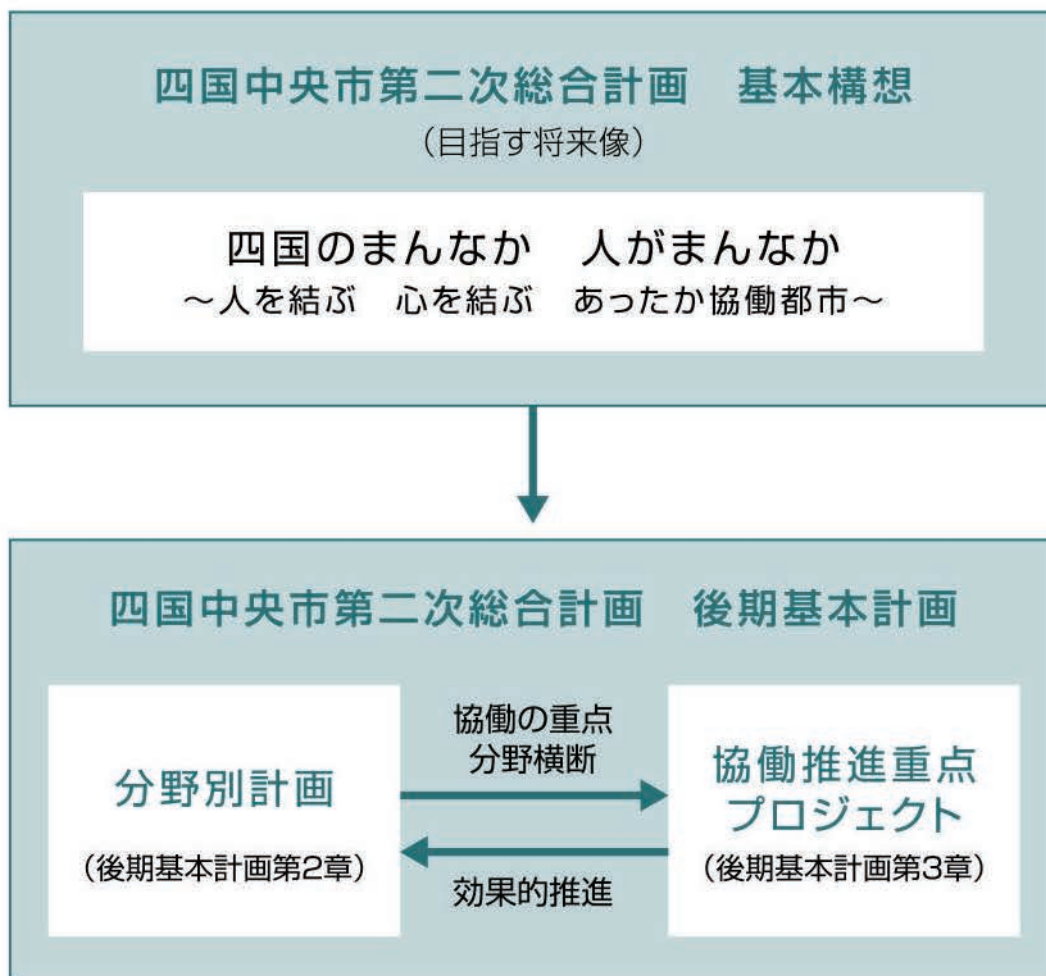 四国中央市第二次総合計画　基本構想
（目指す将来像）
四国のまんなか　人がまんなか
～人を結ぶ　心を結ぶ　あったか協働都市～
四国中央市第二次総合計画　後期基本計画
分野別計画
（後期基本計画第2章）
協働の重点
分野横断
効果的推進
協働推進重点
プロジェクト
（後期基本計画第3章）